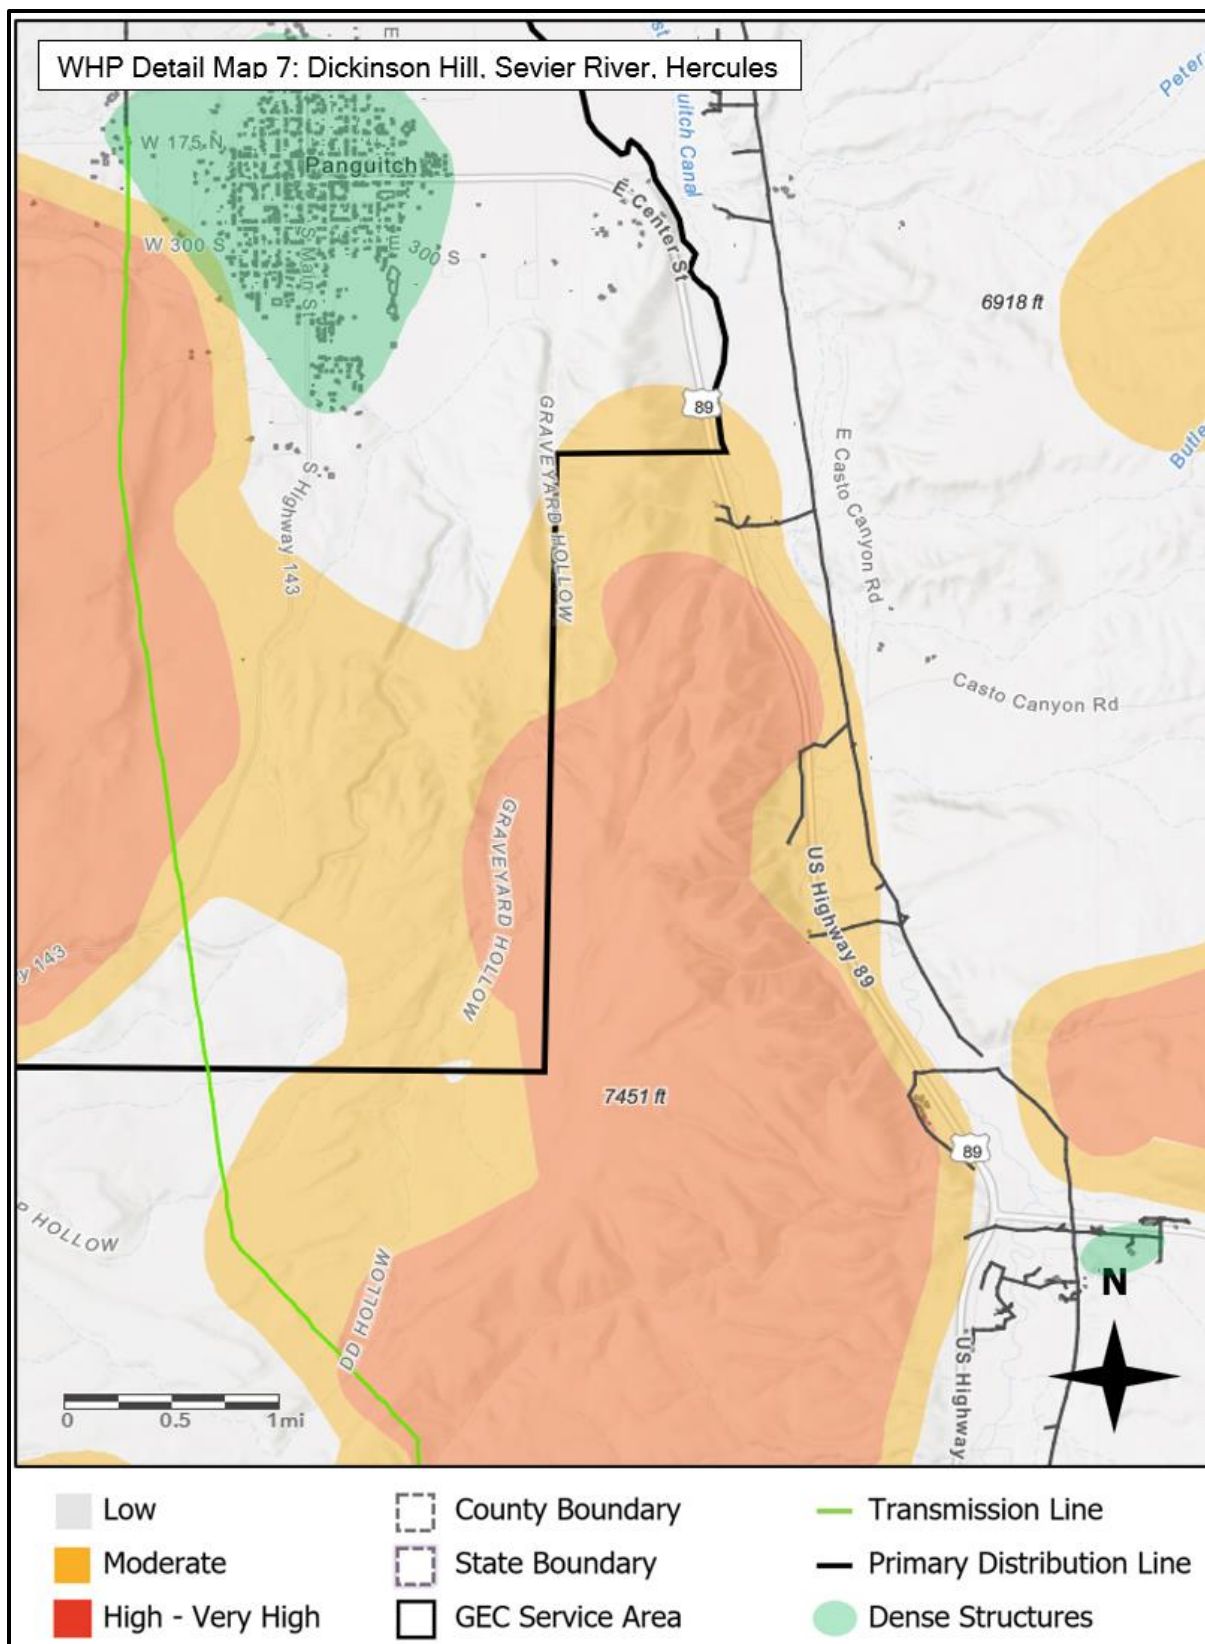 WHP Detail Map 7: Dickinson Hill, Sevier River, Hercules
E
st
Peter
uitch Canal
W 175 N
Panguitch
E Center St
W 300 S
S Main St
E 300 S
6918 ft
89
GRAVEYARD HOLLOW
E Casto Canyon Rd
Butle
S Highway 143
Casto Canyon Rd
GRAVEYARD HOLLOW
US Highway 89
y 143
7451 ft
89
P HOLLOW
DD HOLLOW
N
US Highway
0 0.5 1mi
Low
County Boundary
Transmission Line
Moderate
State Boundary
Primary Distribution Line
High - Very High
GEC Service Area
Dense Structures